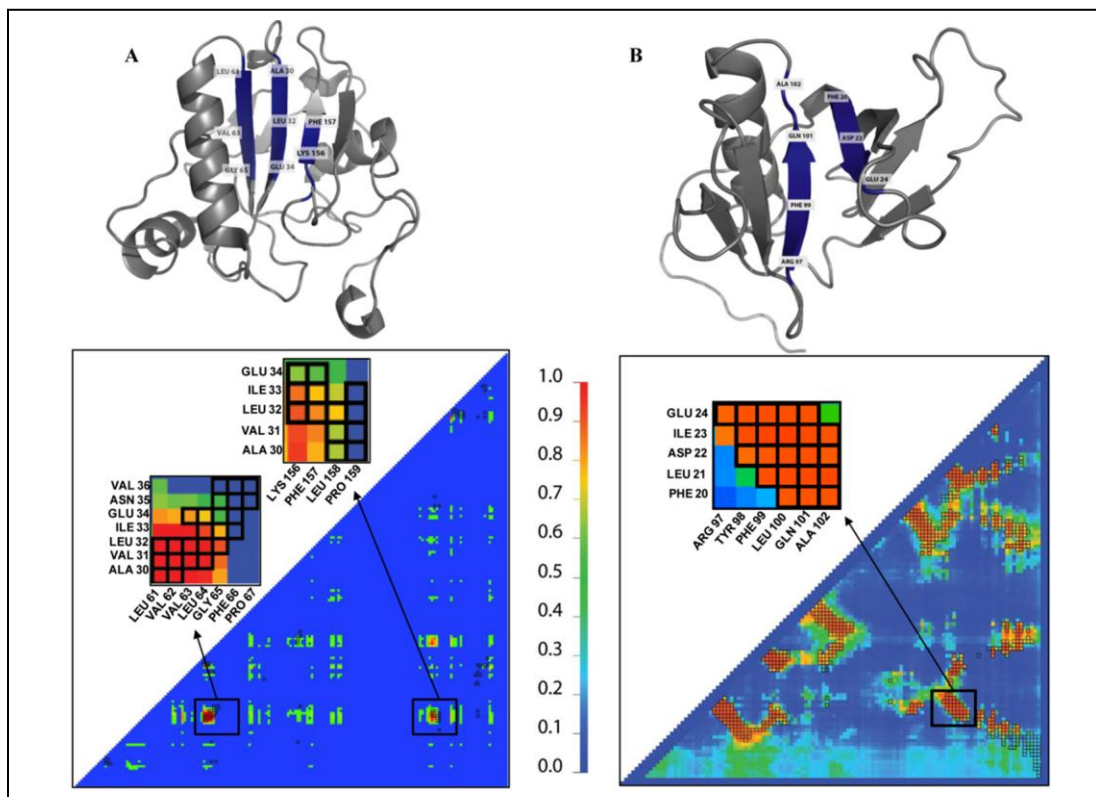 A
B
LEU 61
ALA 30
VAL 63
LEU 32
PHE 157
LYS 156
GLY 65
GLU 34
ALA 102
PHE 20
GLN 101
ASP 22
GLU 24
PHE 99
ARG 97
GLU 34
ILE 33
LEU 32
VAL 31
ALA 30
LYS 156
PHE 157
LEU 158
PRO 159
VAL 36
ASN 35
GLU 34
ILE 33
LEU 32
VAL 31
ALA 30
LEU 61
VAL 62
VAL 63
LEU 64
GLY 65
PHE 66
PRO 67
1.0
0.9
0.8
0.7
0.6
0.5
0.4
0.3
0.2
0.1
0.0
GLU 24
ILE 23
ASP 22
LEU 21
PHE 20
ARG 97
TYR 98
PHE 99
LEU 100
GLN 101
ALA 102